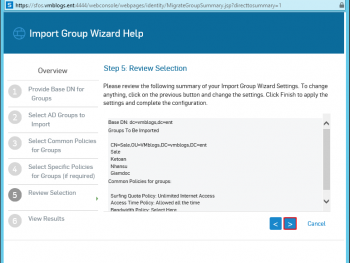 https://sfos.vmblogs.ent:4444/webconsole/webpages/identity/MigrateGroupSummary.jsp?directtosummary=1
Import Group Wizard Help
Overview
1 Provide Base DN for
Groups
2 Select AD Groups to
Import
3 Select Common Policies
for Groups
4 Select Specific Policies
for Groups (if required)
5 Review Selection
6 View Results
Step 5: Review Selection
Please review the following summary of your Import Group Wizard Settings. To change
anything, click on the previous button and change the settings. Click Finish to apply
the settings and complete the configuration.
Base DN: dc=vmblogs,dc=ent
Groups To Be Imported
CN=Sale,OU=VMblogs,DC=vmblogs,DC=ent
Sale
Ketoan
Nhansu
Giamdoc
Common Policies for groups:
Surfing Quota Policy: Unlimited Internet Access
Access Time Policy: Allowed all the time
Bandwidth Policy: Select Here
< > Cancel